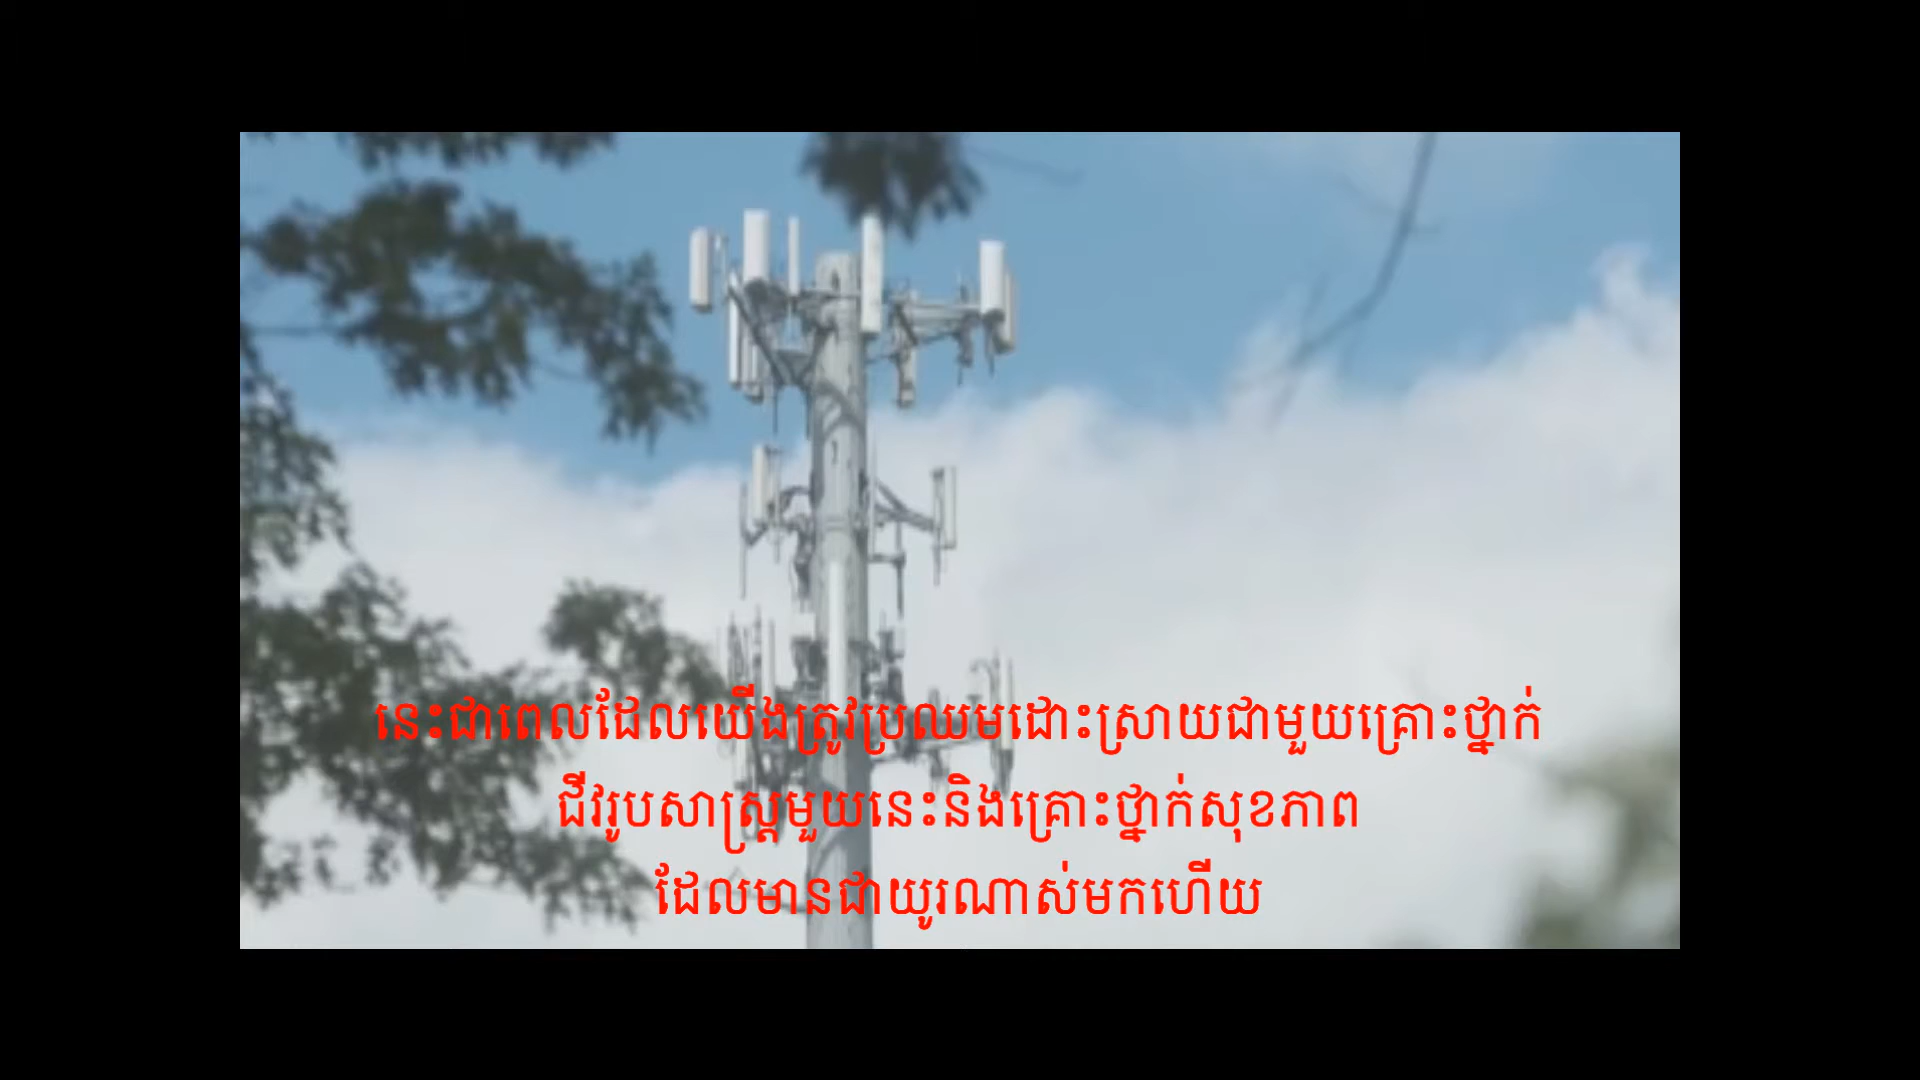 នេះជាពេលដែលយើងត្រូវប្រឈមដោះស្រាយជាមួយគ្រោះថ្នាក់
ជីវរូបសាស្ត្រមួយនេះនិងគ្រោះថ្នាក់សុខភាព
ដែលមានជាយូរណាស់មកហើយ